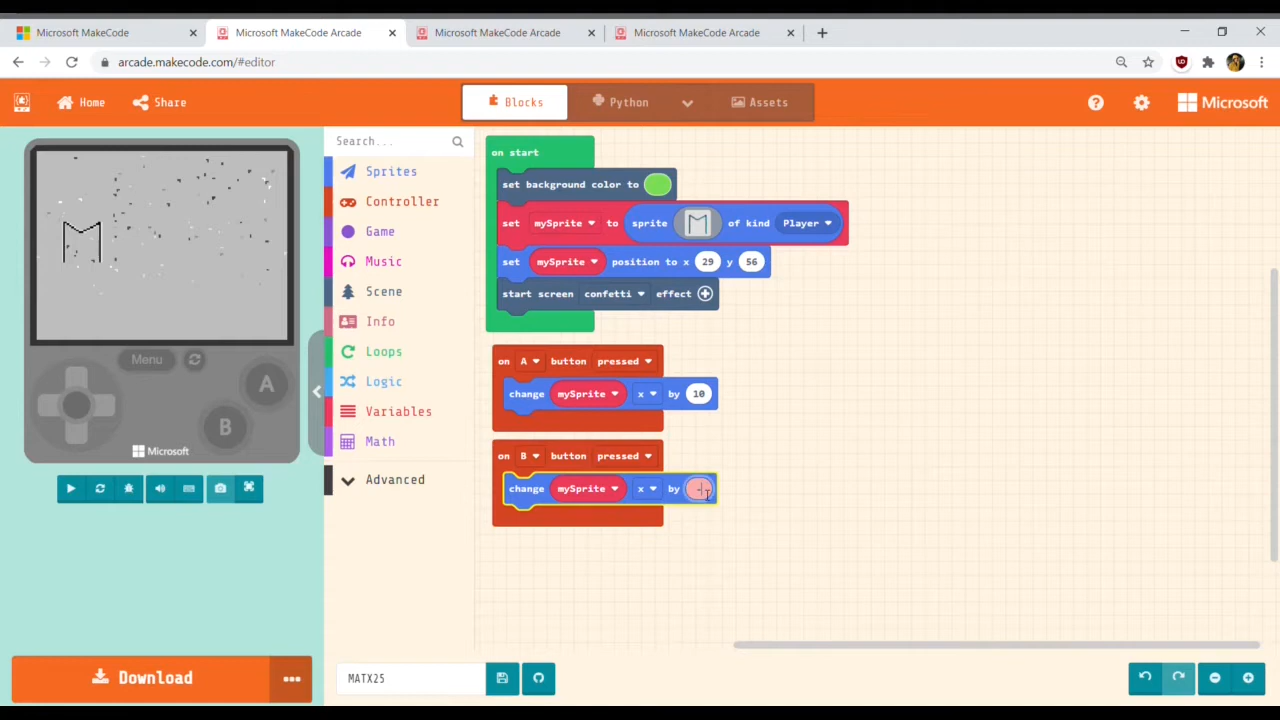 Microsoft MakeCode
Microsoft MakeCode Arcade
Microsoft MakeCode Arcade
Microsoft MakeCode Arcade
arcade.makecode.com/#editor
Home
Share
Blocks
Python
Assets
Microsoft
Menu
A
B
Microsoft
Download
Search...
Sprites
Controller
Game
Music
Scene
Info
Loops
Logic
Variables
Math
Advanced
on start
set background color to
set mySprite to sprite of kind Player
set mySprite position to x 29 y 56
start screen confetti effect
on A button pressed
change mySprite x by 10
on B button pressed
change mySprite x by -
MATX25